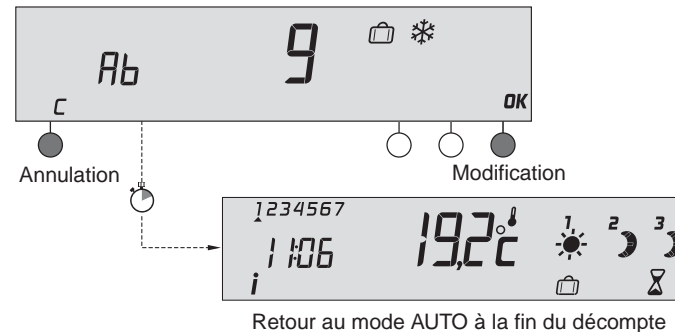 Ab 9
C OK
Annulation Modification
1234567
11:06 19,2°c 1 2 3
i
Retour au mode AUTO à la fin du décompte